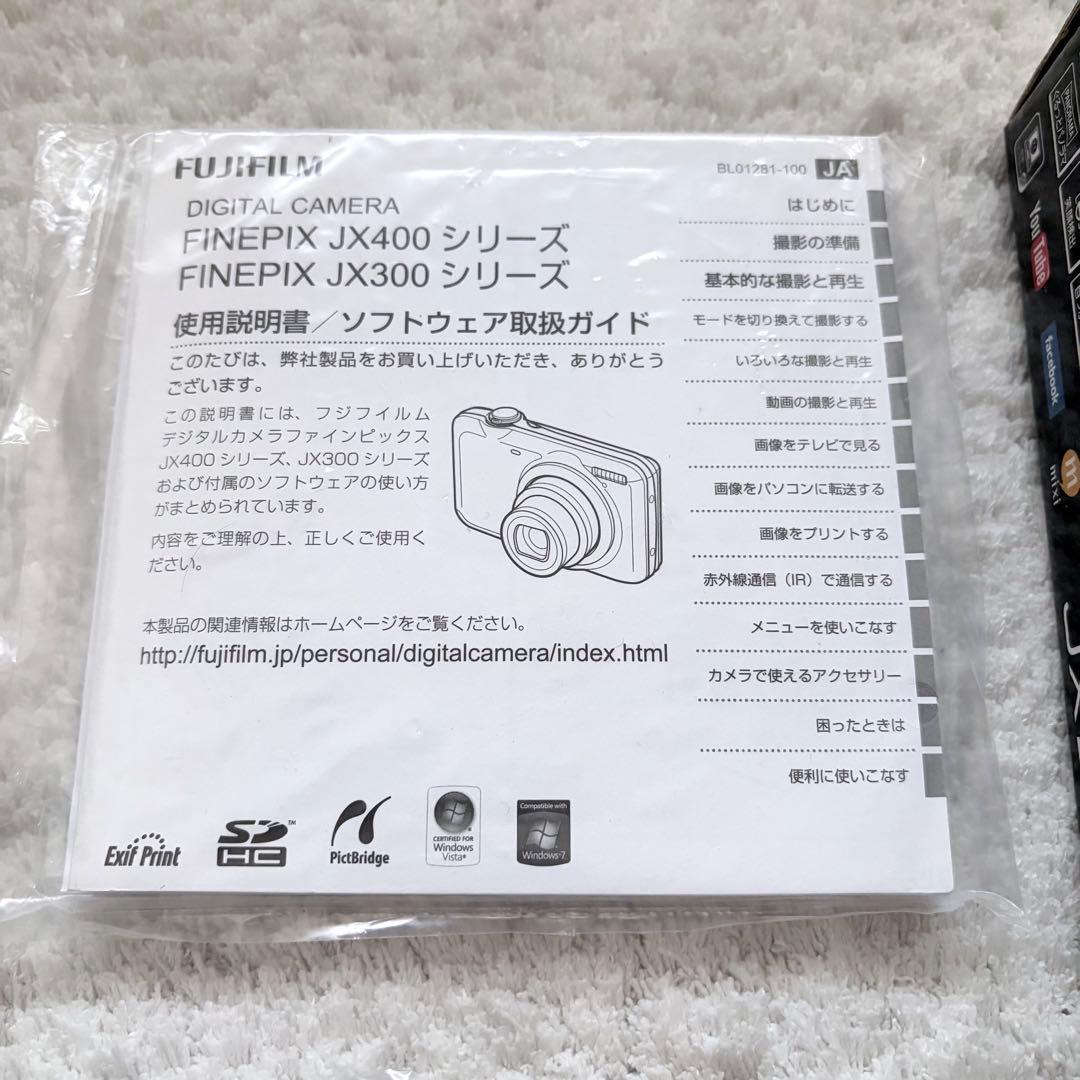 FUJIFILM
BL01281-100 JA
DIGITAL CAMERA
FINEPIX JX400 シリーズ
FINEPIX JX300 シリーズ
使用説明書/ソフトウェア取扱ガイド
このたびは、弊社製品をお買い上げいただき、ありがとう
ございます。
この説明書には、フジフイルム
デジタルカメラファインピックス
JX400 シリーズ、JX300 シリーズ
および付属のソフトウェアの使い方
がまとめられています。
内容をご理解の上、正しくご使用く
ださい。
本製品の関連情報はホームページをご覧ください。
http://fujifilm.jp/personal/digitalcamera/index.html
はじめに
撮影の準備
基本的な撮影と再生
モードを切り換えて撮影する
いろいろな撮影と再生
動画の撮影と再生
画像をテレビで見る
画像をパソコンに転送する
画像をプリントする
赤外線通信(IR)で通信する
メニューを使いこなす
カメラで使えるアクセサリー
困ったときは
便利に使いこなす
Exif Print
SD HC TM
PictBridge
CERTIFIED FOR
Windows
Vista®
Compatible with
Windows 7
PANORAMA
ぐるっとパノラマ
笑顔検出
YouTube
facebook
m
mixi
JX